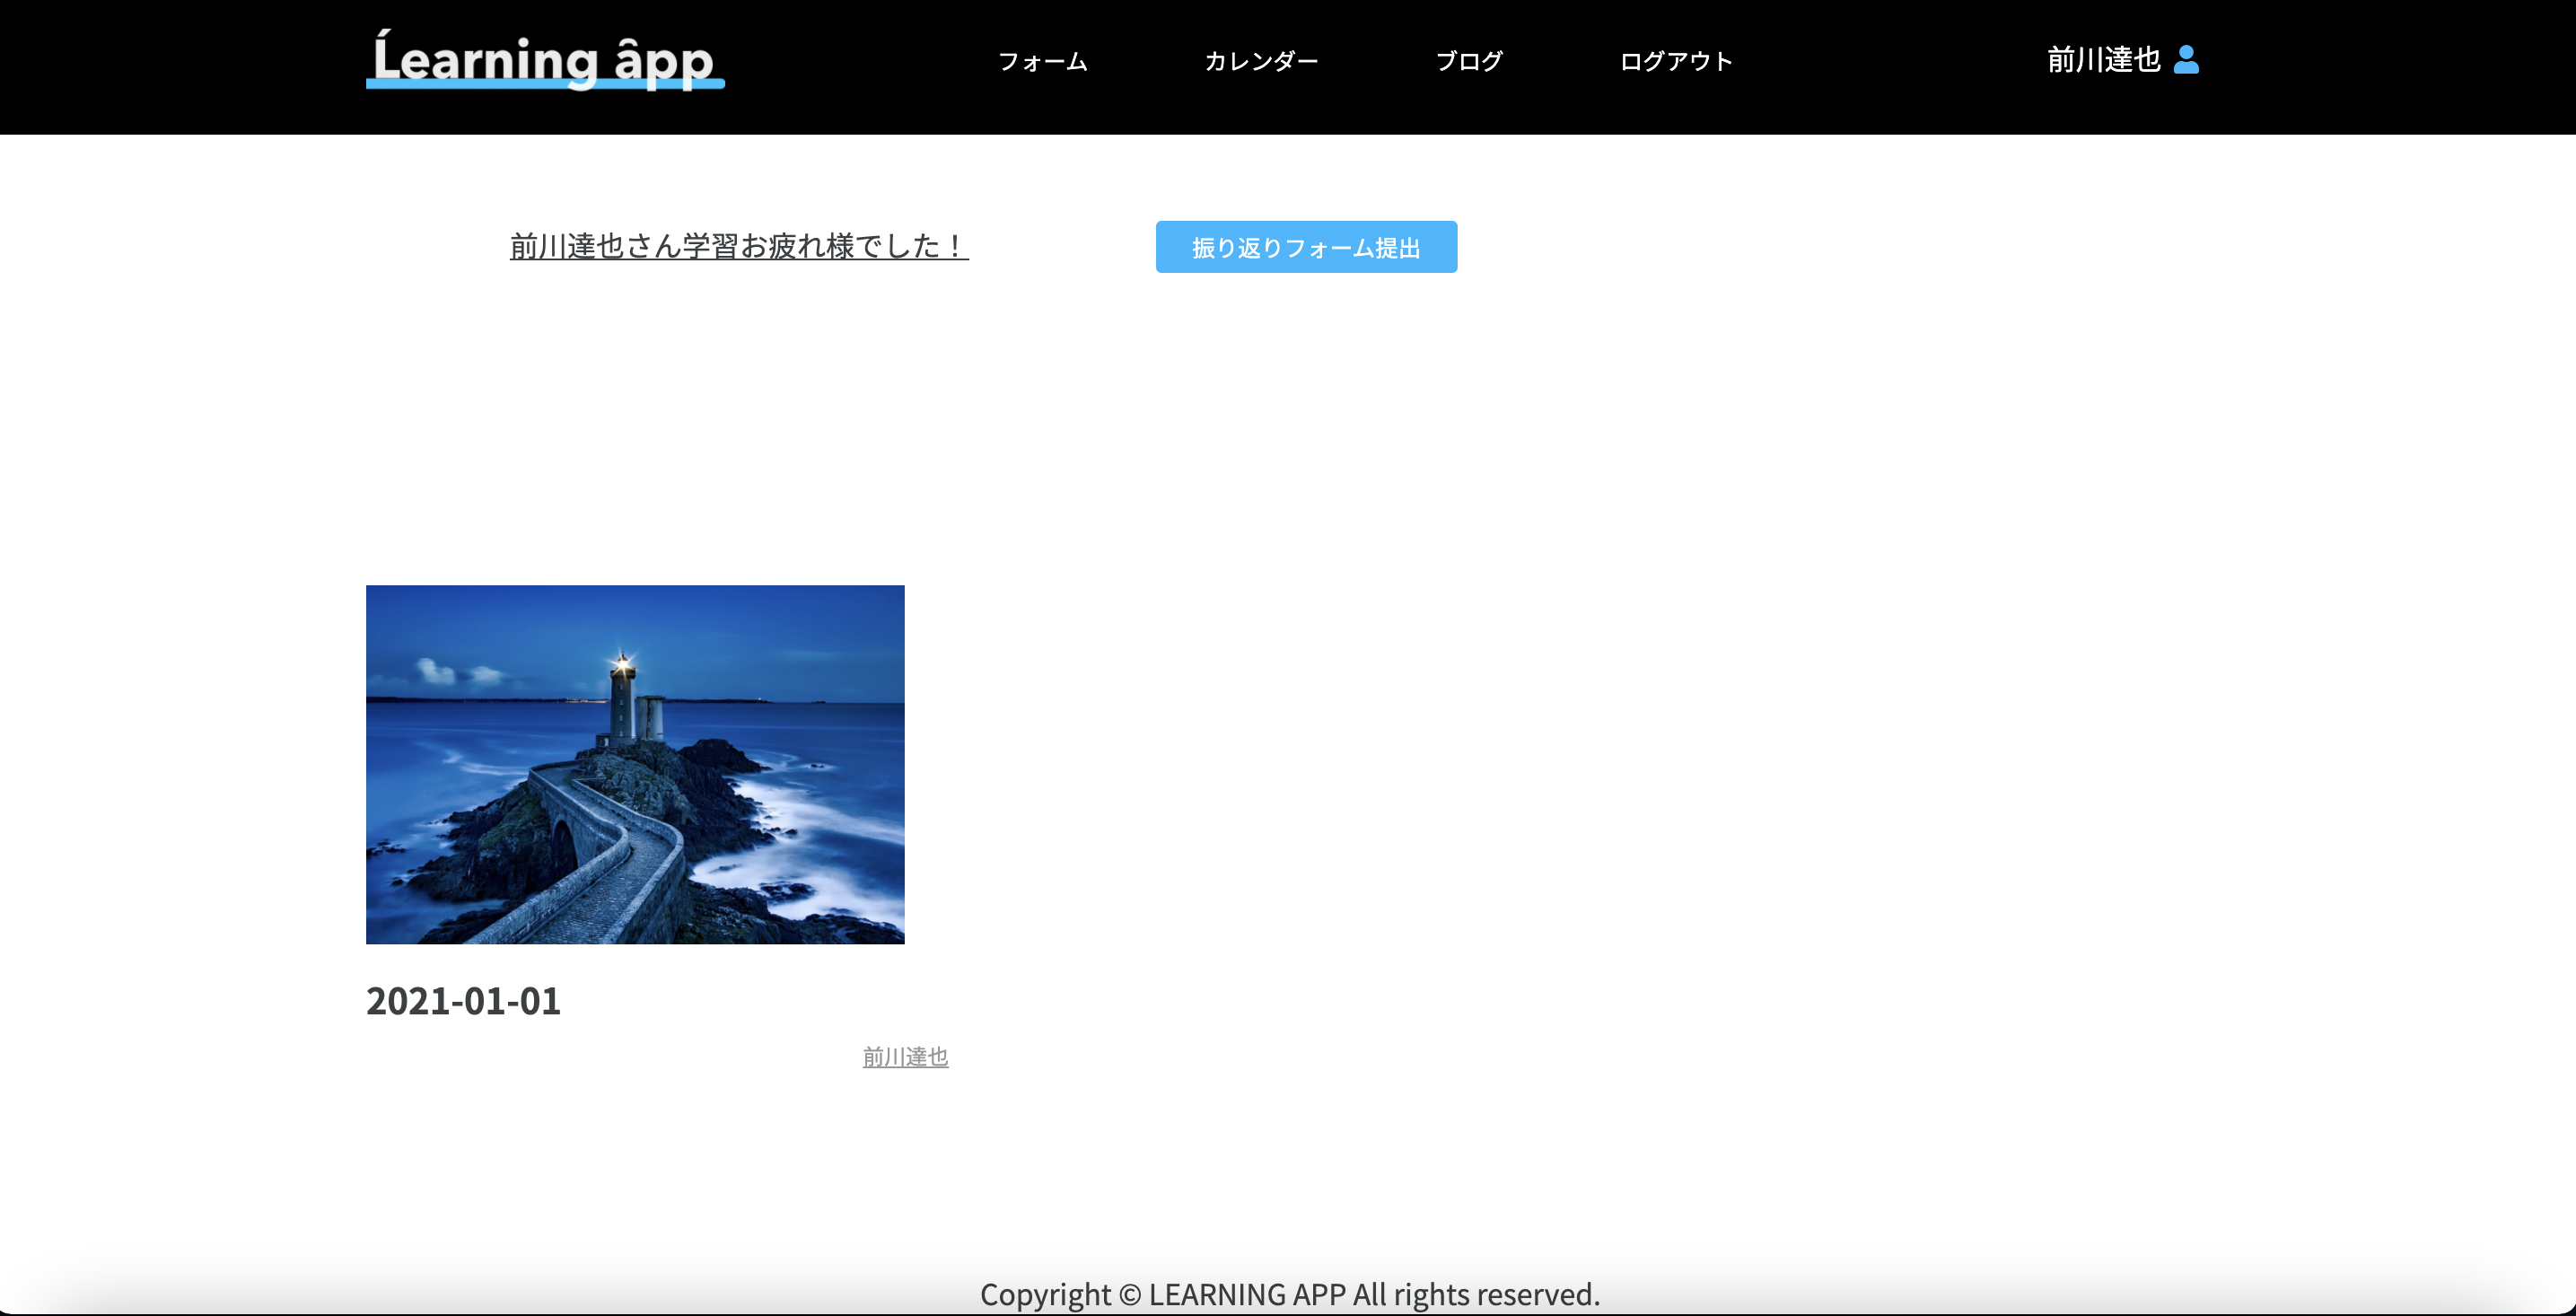 Ĺearning âpp
フォーム
カレンダー
ブログ
ログアウト
前川達也
前川達也さん学習お疲れ様でした！
振り返りフォーム提出
2021-01-01
前川達也
Copyright © LEARNING APP All rights reserved.